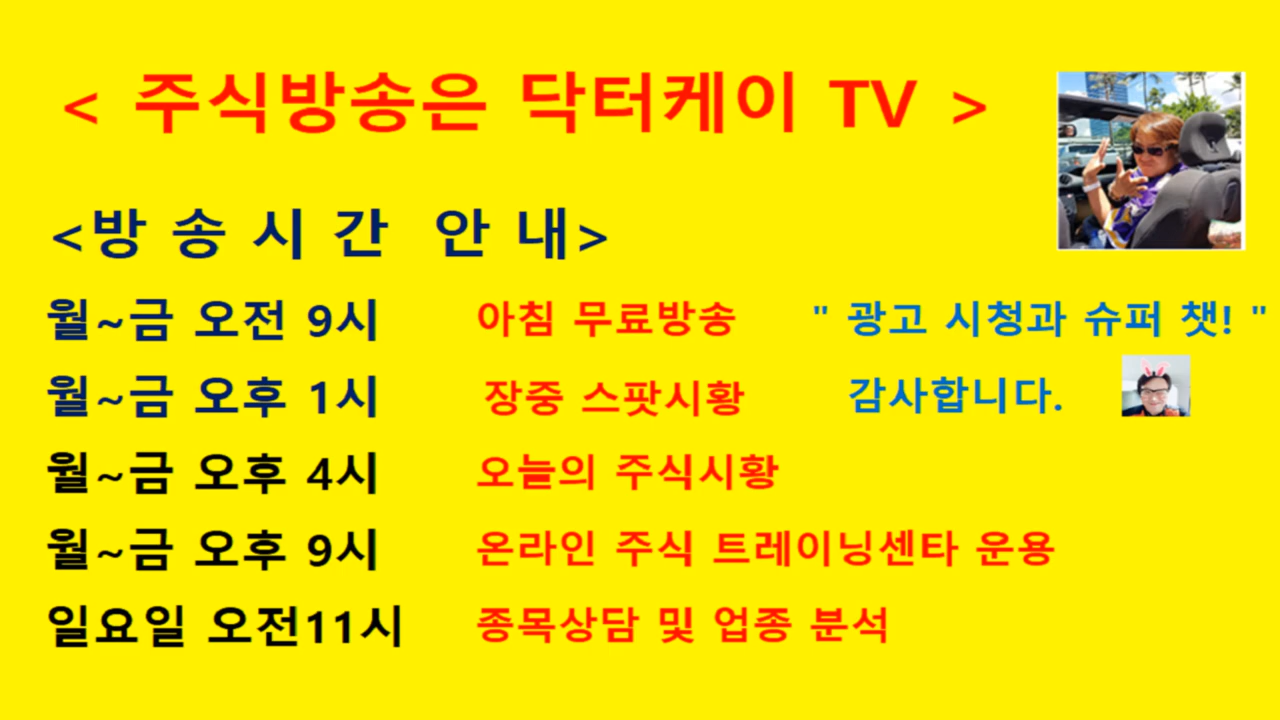 < 주식방송은 닥터케이 TV >
<방 송 시 간 안 내>
월~금 오전 9시 아침 무료방송 " 광고 시청과 슈퍼 챗! "
월~금 오후 1시 장중 스팟시황 감사합니다.
월~금 오후 4시 오늘의 주식시황
월~금 오후 9시 온라인 주식 트레이닝센타 운용
일요일 오전11시 종목상담 및 업종 분석